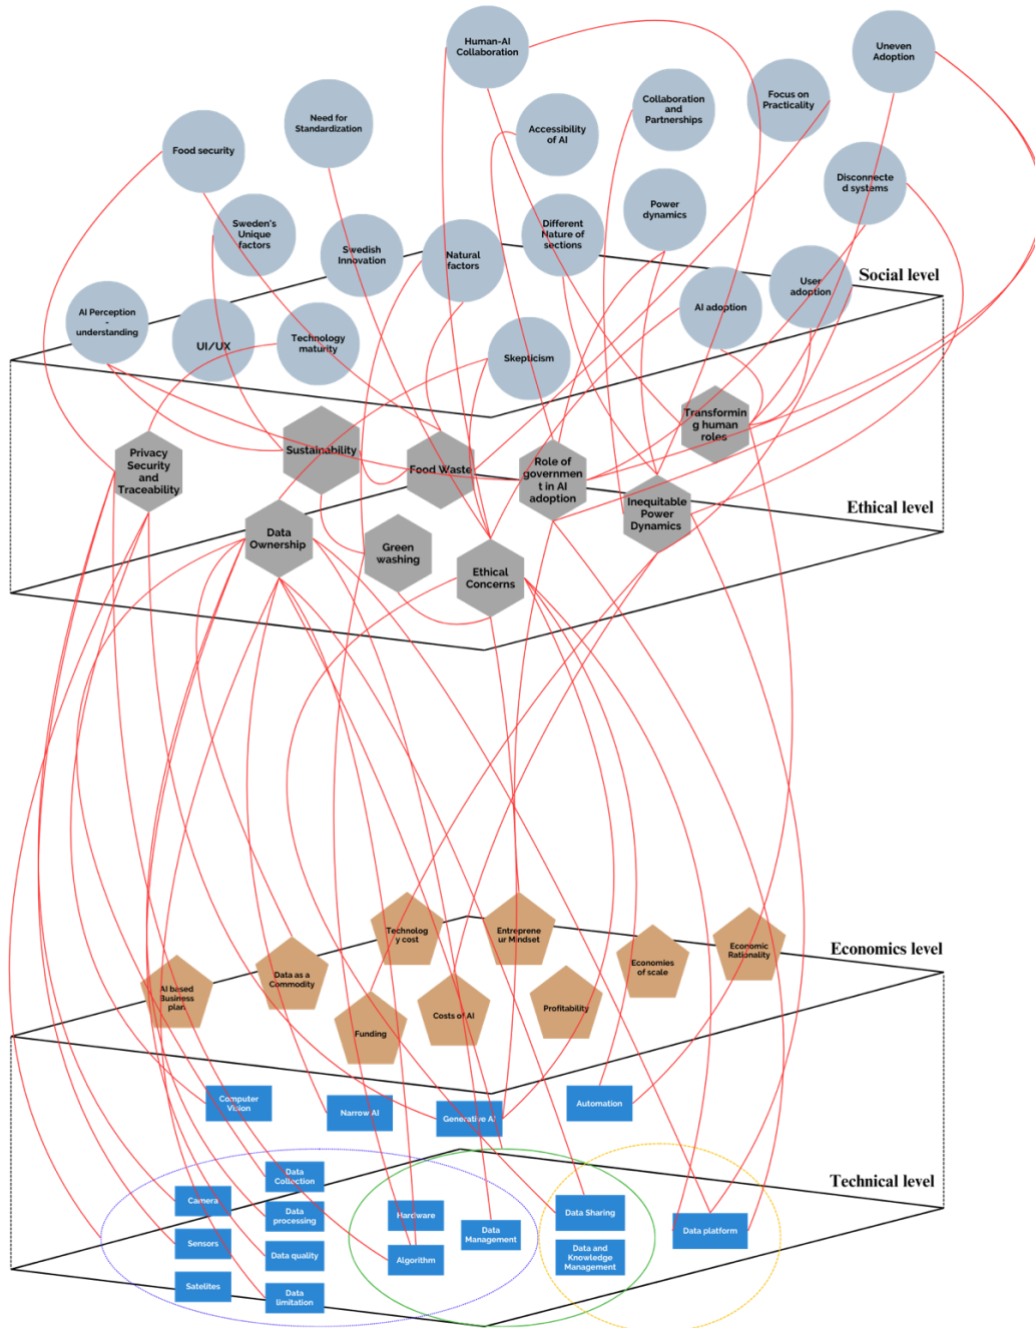 Human-AI
Collaboration
Uneven
Adoption
Need for
Standardization
Accessibility
of AI
Collaboration
and
Partnerships
Focus on
Practicality
Food security
Disconnecte
d systems
Sweden's
Unique
factors
Swedish
Innovation
Natural
factors
Different
Nature of
sections
Power
dynamics
Social level
AI Perception
-
understanding
UI/UX
Technology
maturity
Skepticism
AI adoption
User
adoption
Privacy
Security
and
Traceability
Sustainability
Food Waste
Role of
governmen
t in AI
adoption
Transformin
g human
roles
Inequitable
Power
Dynamics
Ethical level
Data
Ownership
Green
washing
Ethical
Concerns
Technolog
y cost
Entreprene
ur Mindset
Economic
Rationality
Economics level
AI based
Business
plan
Data as a
Commodity
Funding
Costs of AI
Profitability
Economies
of scale
Computer
Vision
Narrow AI
Generative AI
Automation
Technical level
Data
Collection
Camera
Data
processing
Hardware
Data Sharing
Sensors
Data quality
Algorithm
Data
Management
Data and
Knowledge
Management
Data platform
Satelites
Data
limitation